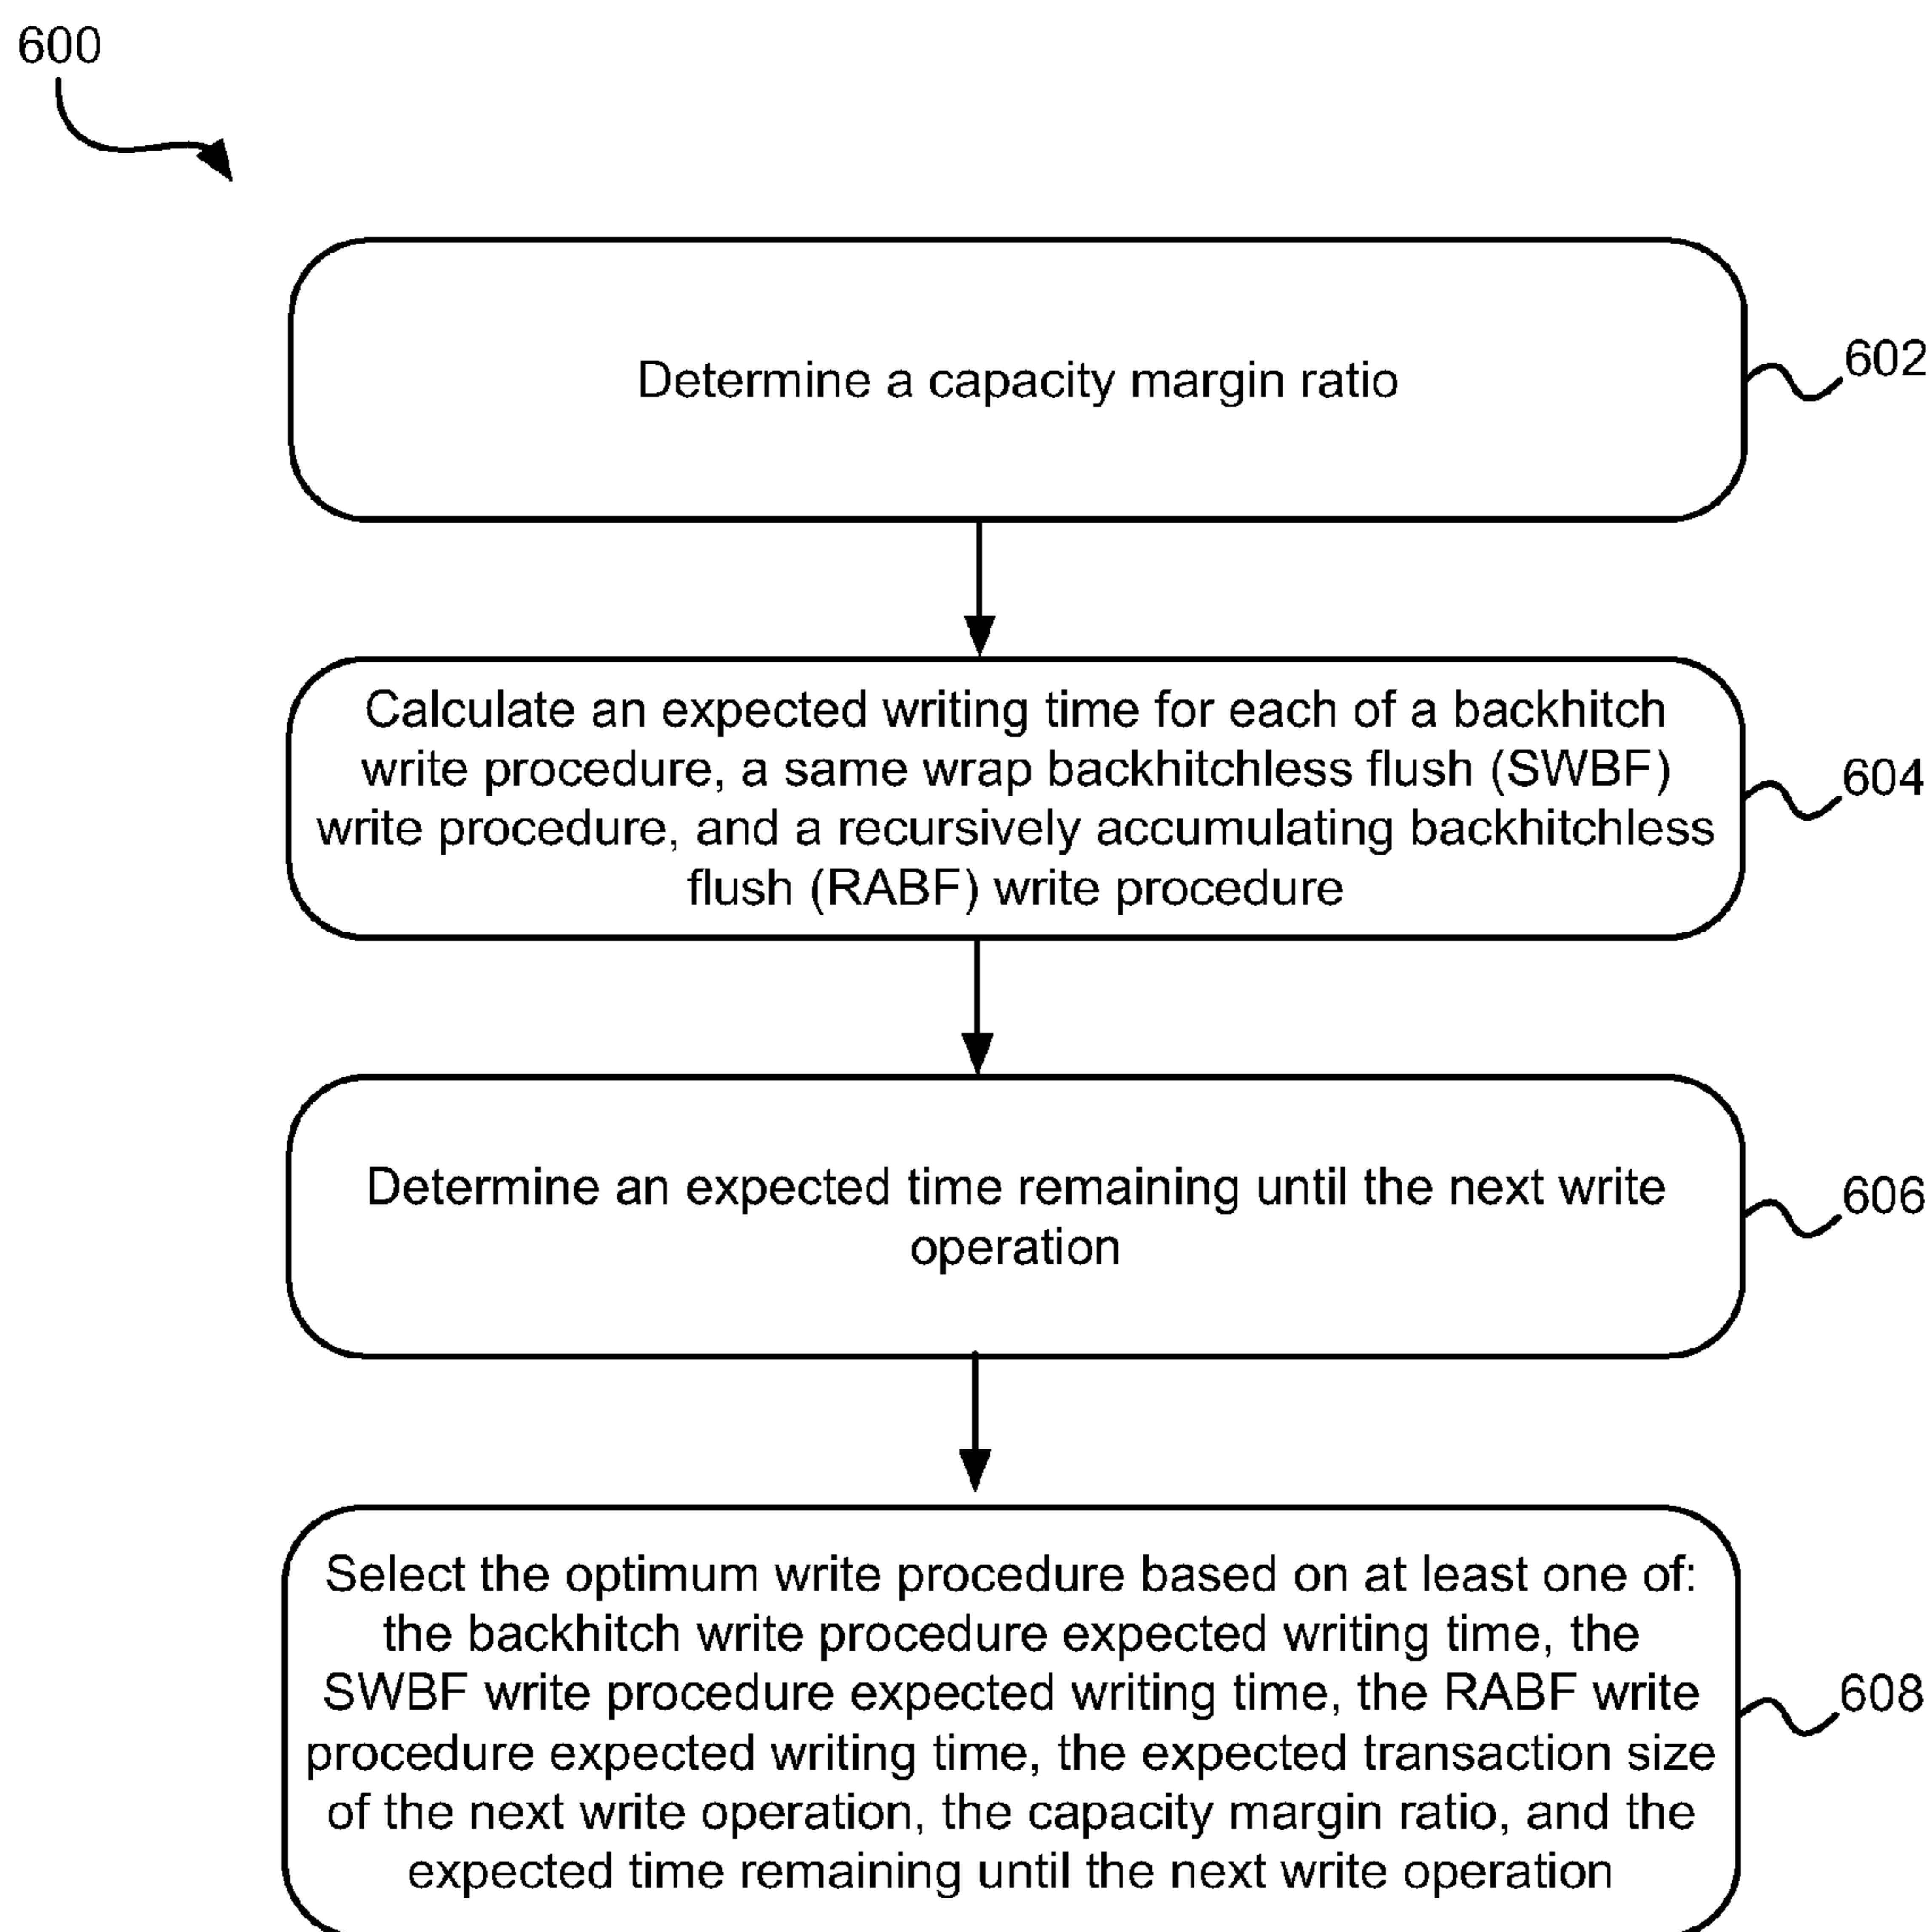 600
Determine a capacity margin ratio
602
Calculate an expected writing time for each of a backhitch
write procedure, a same wrap backhitchless flush (SWBF)
write procedure, and a recursively accumulating backhitchless
flush (RABF) write procedure
604
Determine an expected time remaining until the next write
operation
606
Select the optimum write procedure based on at least one of:
the backhitch write procedure expected writing time, the
SWBF write procedure expected writing time, the RABF write
procedure expected writing time, the expected transaction size
of the next write operation, the capacity margin ratio, and the
expected time remaining until the next write operation
608